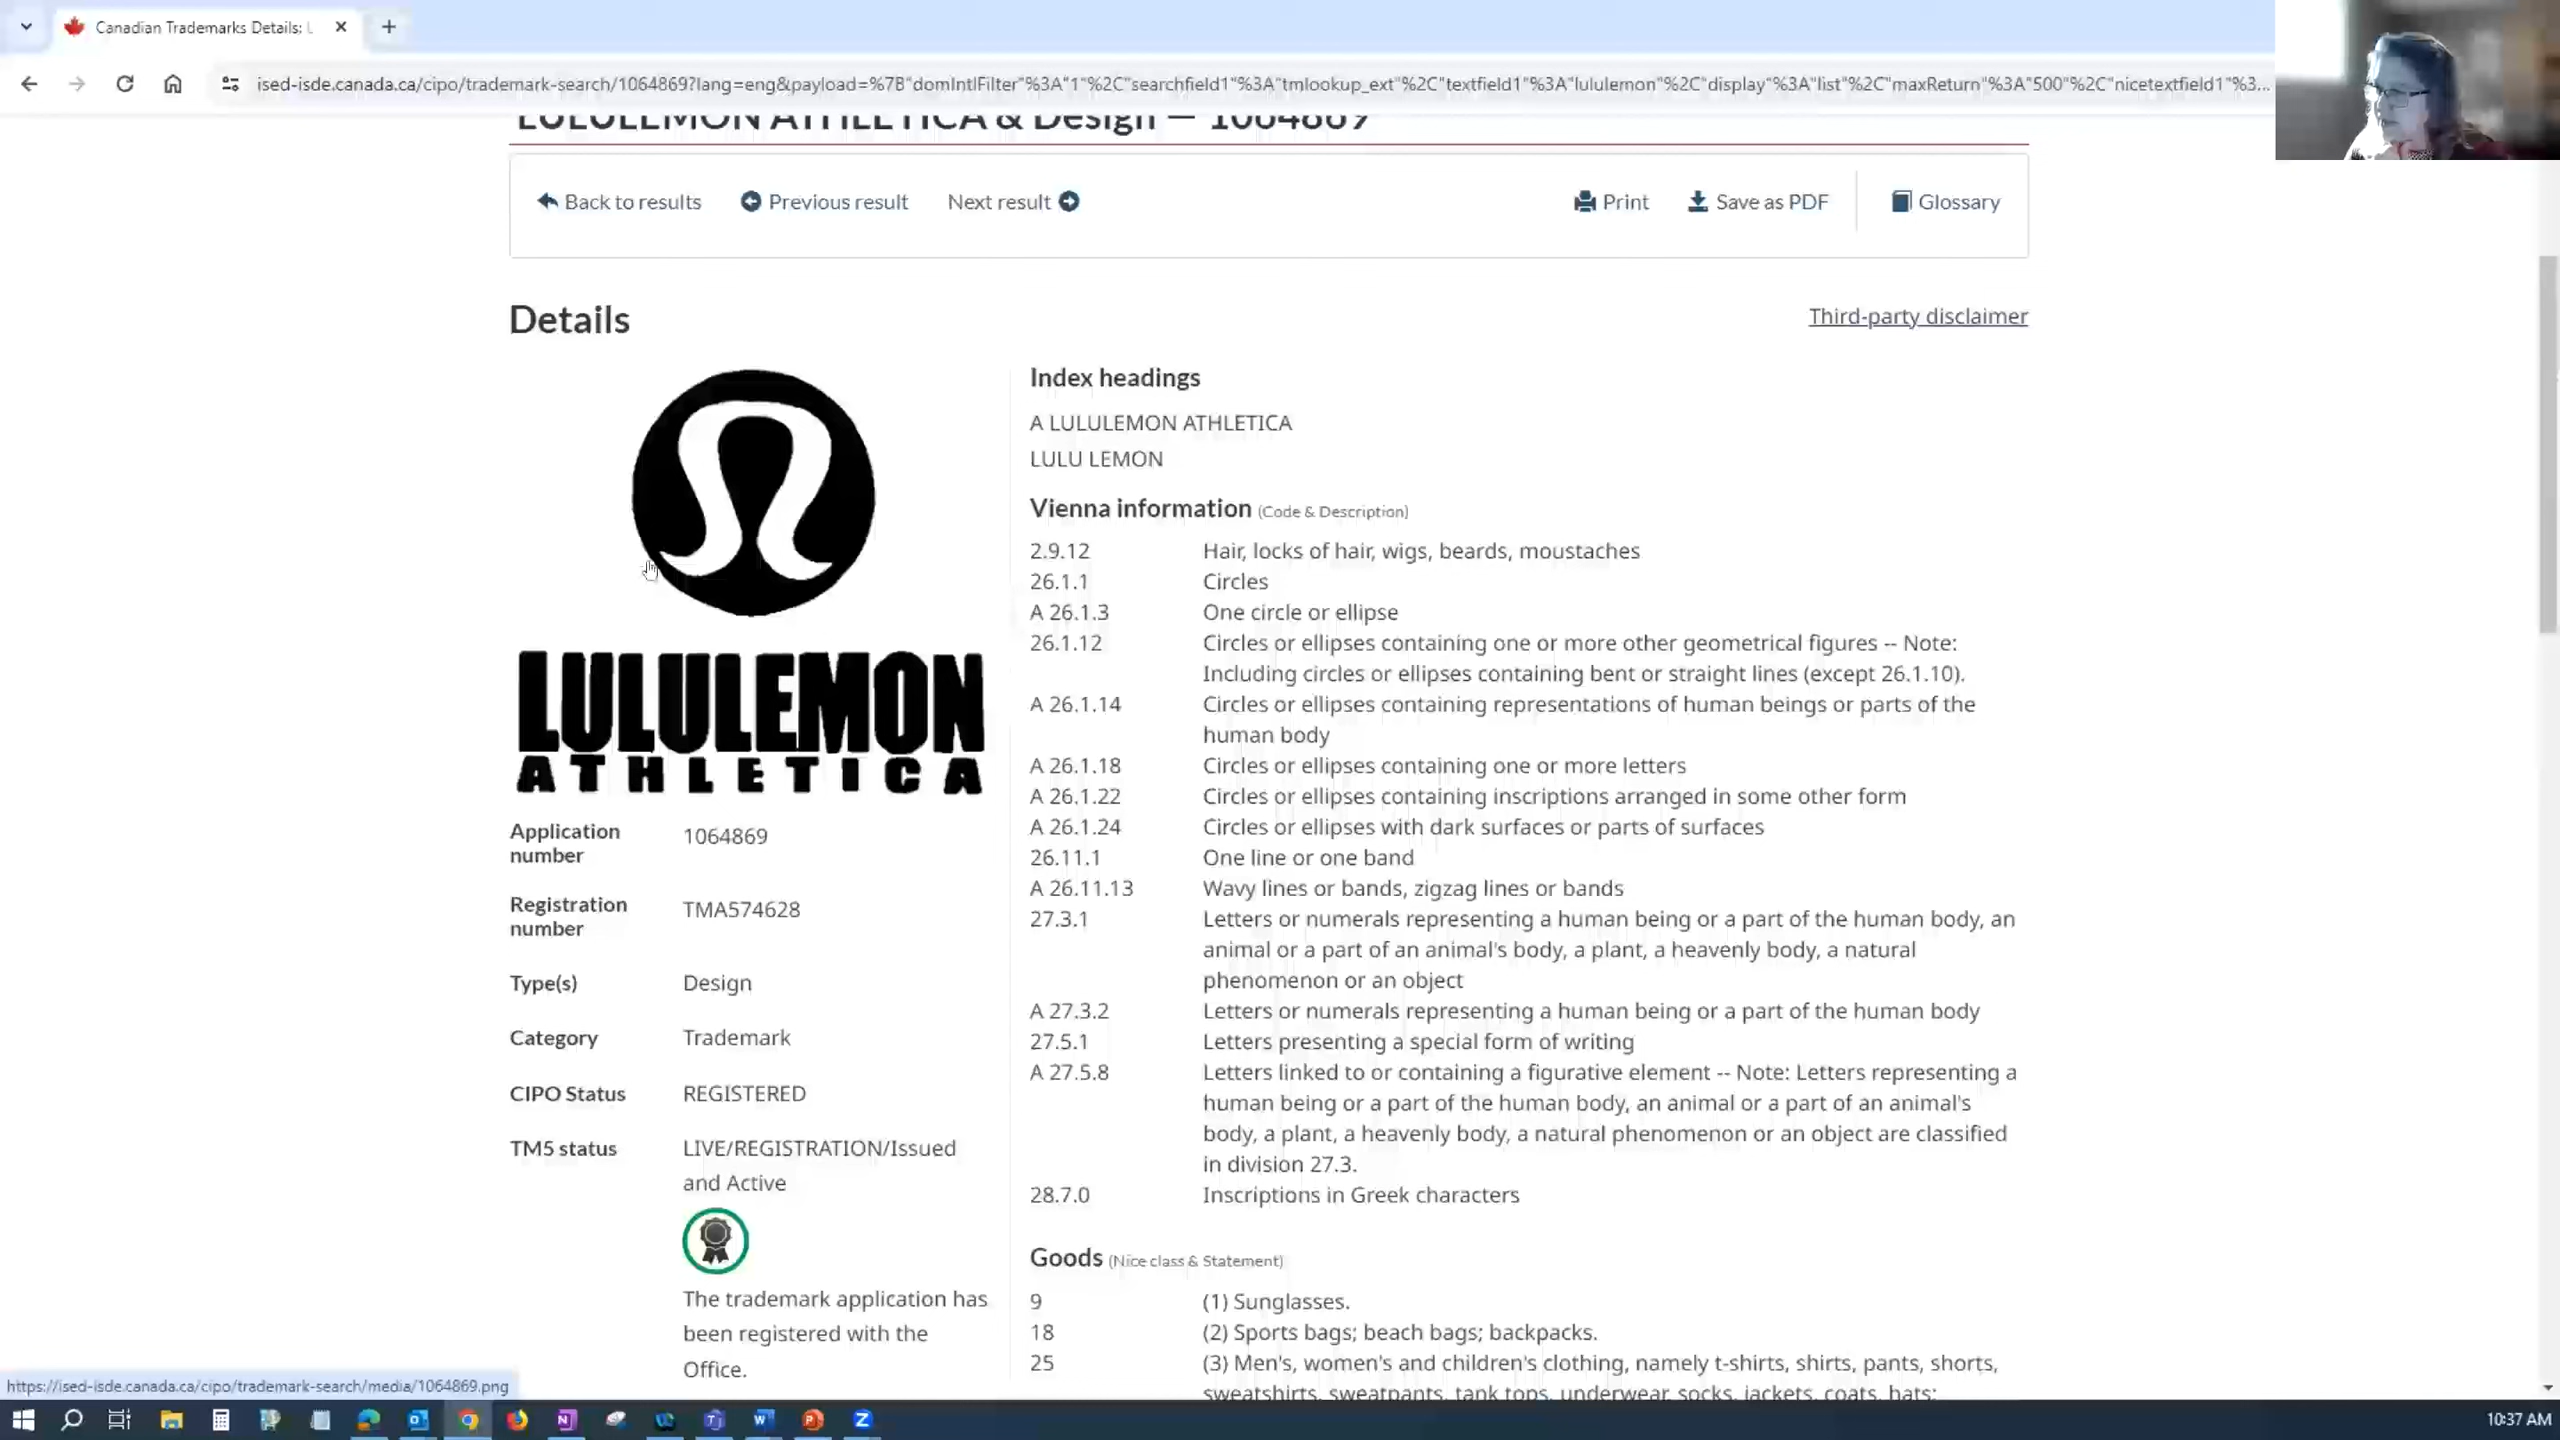 Canadian Trademarks Details: L
ised-isde.canada.ca/cipo/trademark-search/1064869?lang=eng&payload=%7B"domIntlFilter"%3A"1"%2C"searchfield1"%3A"tmlookup_ext"%2C"textfield1"%3A"lululemon"%2C"display"%3A"list"%2C"maxReturn"%3A"500"%2C"nicetextfield1"%3...
LULULEMON ATHLETICA & Design — 1064869
Back to results Previous result Next result Print Save as PDF Glossary
Details
Third-party disclaimer
LULULEMON
ATHLETICA
Application number 1064869
Registration number TMA574628
Type(s) Design
Category Trademark
CIPO Status REGISTERED
TM5 status LIVE/REGISTRATION/Issued
and Active
The trademark application has
been registered with the
Office.
Index headings
A LULULEMON ATHLETICA
LULU LEMON
Vienna information (Code & Description)
2.9.12 Hair, locks of hair, wigs, beards, moustaches
26.1.1 Circles
A 26.1.3 One circle or ellipse
26.1.12 Circles or ellipses containing one or more other geometrical figures -- Note:
Including circles or ellipses containing bent or straight lines (except 26.1.10).
A 26.1.14 Circles or ellipses containing representations of human beings or parts of the
human body
A 26.1.18 Circles or ellipses containing one or more letters
A 26.1.22 Circles or ellipses containing inscriptions arranged in some other form
A 26.1.24 Circles or ellipses with dark surfaces or parts of surfaces
26.11.1 One line or one band
A 26.11.13 Wavy lines or bands, zigzag lines or bands
27.3.1 Letters or numerals representing a human being or a part of the human body, an
animal or a part of an animal's body, a plant, a heavenly body, a natural
phenomenon or an object
A 27.3.2 Letters or numerals representing a human being or a part of the human body
27.5.1 Letters presenting a special form of writing
A 27.5.8 Letters linked to or containing a figurative element -- Note: Letters representing a
human being or a part of the human body, an animal or a part of an animal's
body, a plant, a heavenly body, a natural phenomenon or an object are classified
in division 27.3.
28.7.0 Inscriptions in Greek characters
Goods (Nice class & Statement)
9 (1) Sunglasses.
18 (2) Sports bags; beach bags; backpacks.
25 (3) Men's, women's and children's clothing, namely t-shirts, shirts, pants, shorts,
sweatshirts, sweatpants, tank tops, underwear, socks, jackets, coats, hats;
https://ised-isde.canada.ca/cipo/trademark-search/media/1064869.png
10:37 AM